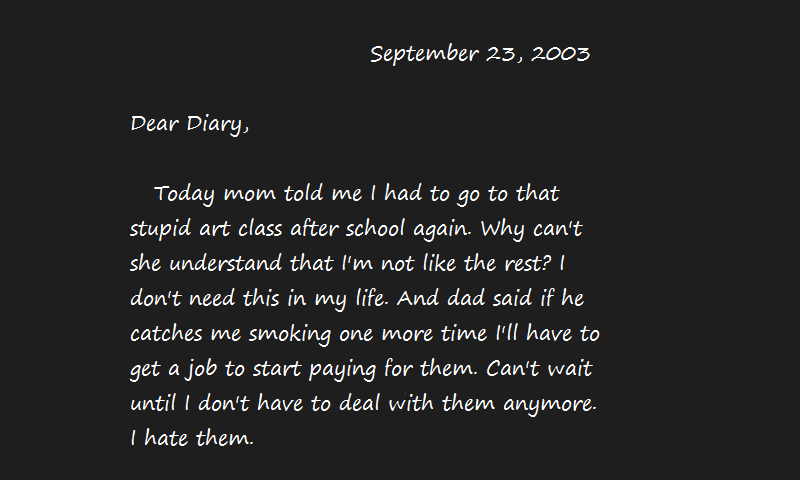 September 23, 2003
Dear Diary,
Today mom told me I had to go to that
stupid art class after school again. Why can't
she understand that I'm not like the rest? I
don't need this in my life. And dad said if he
catches me smoking one more time I'll have to
get a job to start paying for them. Can't wait
until I don't have to deal with them anymore.
I hate them.